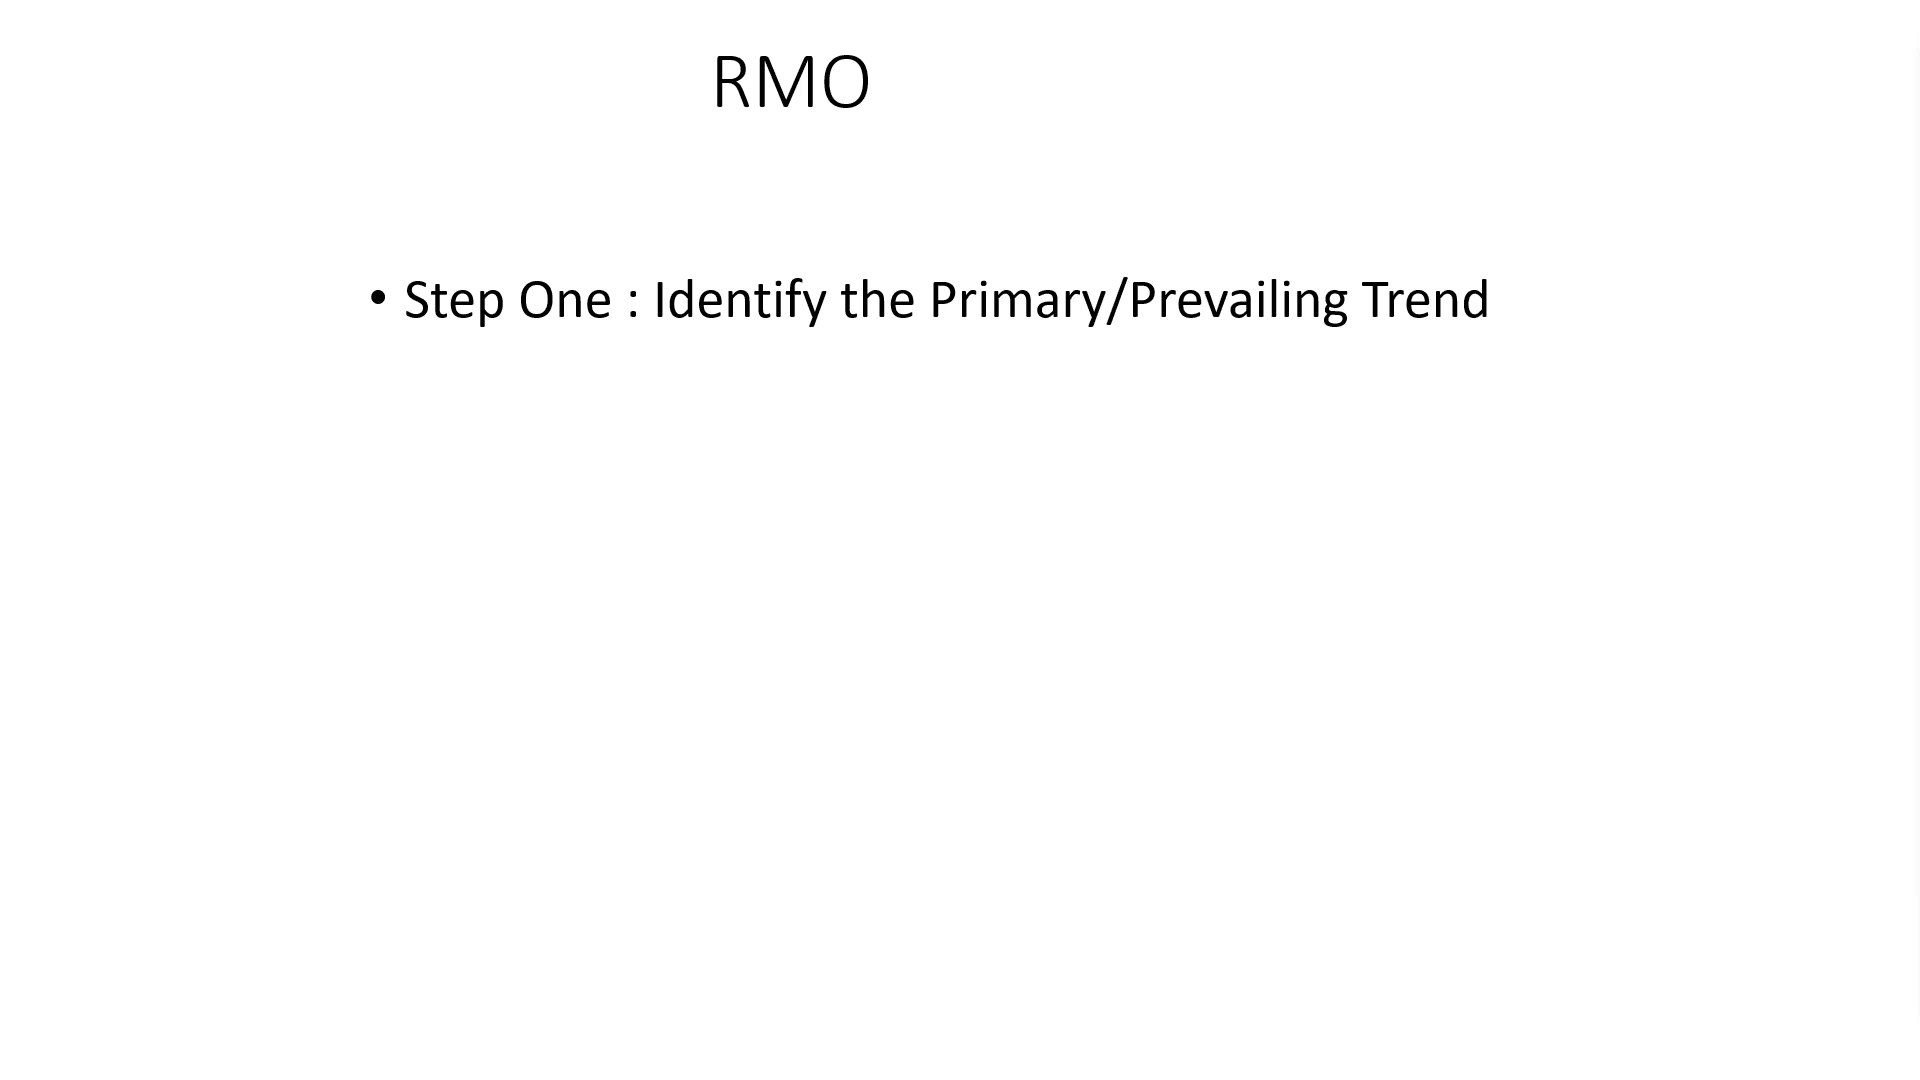 RMO
• Step One : Identify the Primary/Prevailing Trend